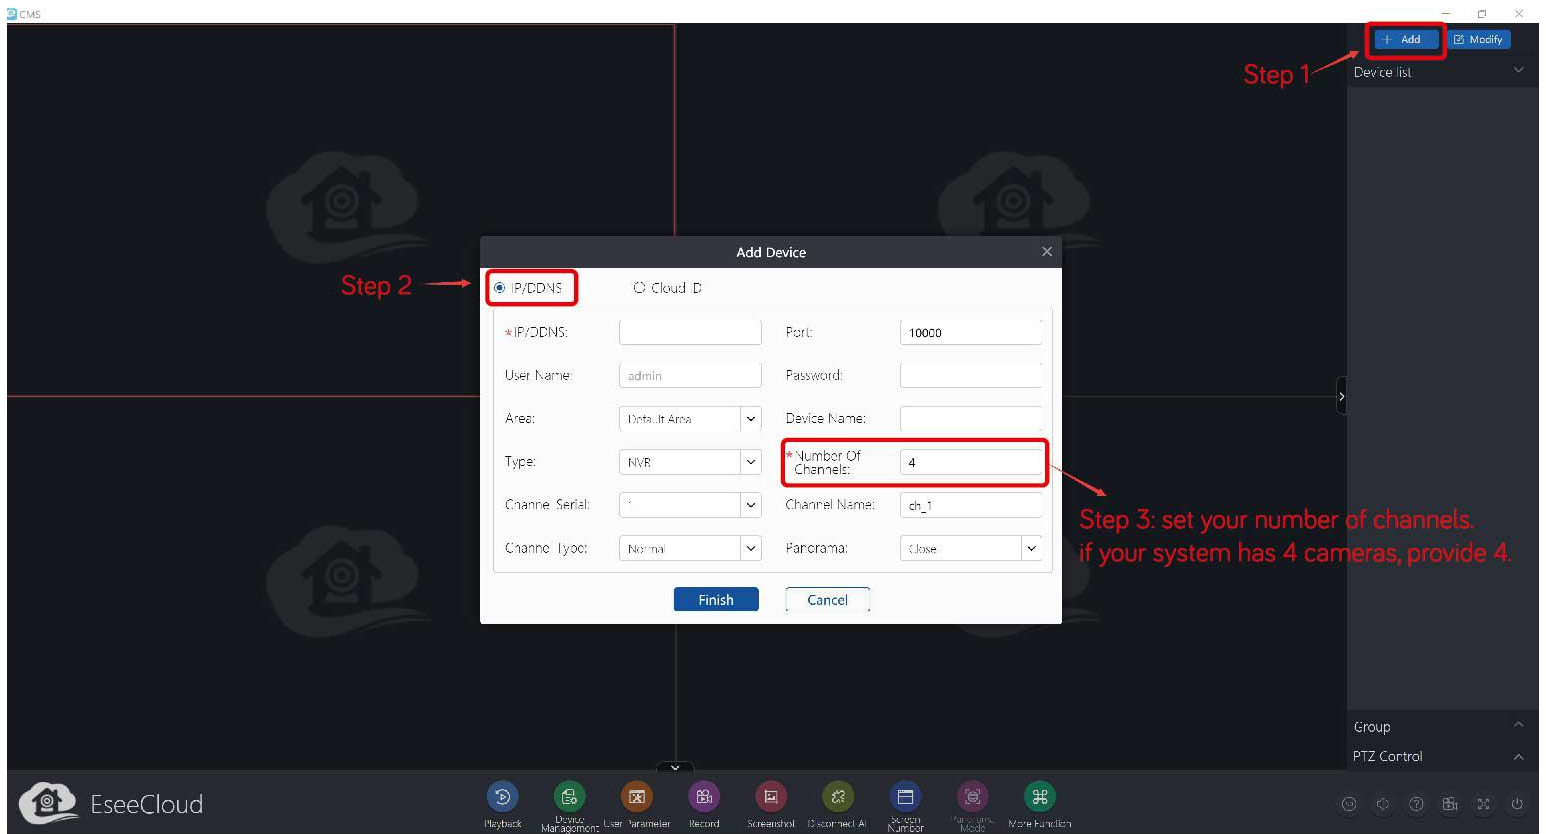 CMS
Add
Modify
Step 1
Device list
Add Device
Step 2
IP/DDNS
Cloud ID
*IP/DDNS:
Port:
10000
User Name:
admin
Password:
Area:
Default Area
Device Name:
Type:
NVR
*Number Of
Channels:
4
Channel Serial:
1
Channel Name:
ch_1
Channel Type:
Normal
Panorama:
Close
Step 3: set your number of channels.
if your system has 4 cameras, provide 4.
Finish
Cancel
Group
PTZ Control
EseeCloud
Playback
Device
Management
User Parameter
Record
Screenshot
Disconnect All
Screen
Number
Panorama
Mode
More Function